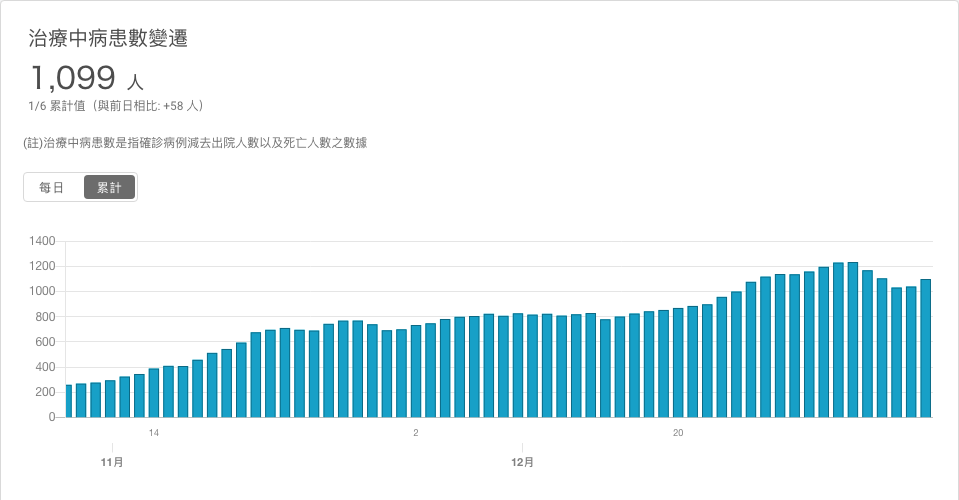 治療中病患數變遷
1,099 人
1/6 累計值（與前日相比: +58 人）
(註)治療中病患數是指確診病例減去出院人數以及死亡人數之數據
每日 累計
1400
1200
1000
800
600
400
200
0
14 2 20
11月 12月